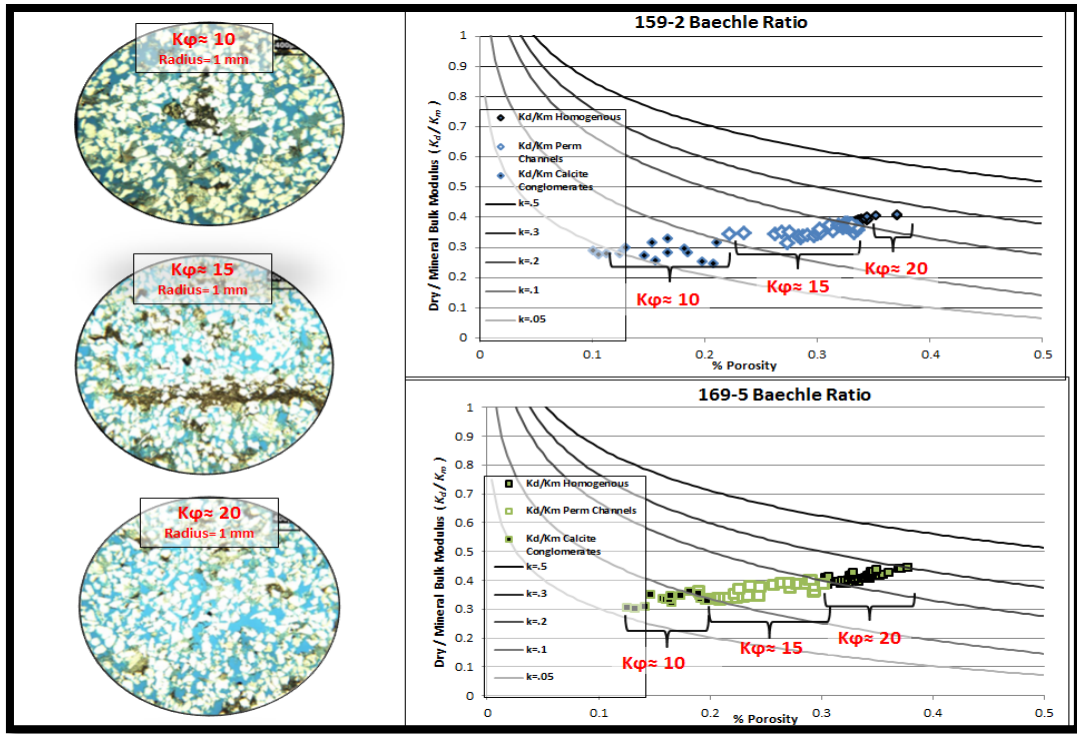 Kφ≈ 10
Radius= 1 mm
Kφ≈ 15
Radius= 1 mm
Kφ≈ 20
Radius= 1 mm
159-2 Baechle Ratio
Dry / Mineral Bulk Modulus ( Kd / Km )
1
0.9
0.8
0.7
0.6
0.5
0.4
0.3
0.2
0.1
0
Kd/Km Homogenous
Kd/Km Perm
Channels
Kd/Km Calcite
Conglomerates
k=.5
k=.3
k=.2
k=.1
k=.05
Kφ≈ 10
Kφ≈ 15
Kφ≈ 20
0
0.1
0.2
0.3
0.4
0.5
% Porosity
169-5 Baechle Ratio
Dry / Mineral Bulk Modulus ( Kd / Km )
1
0.9
0.8
0.7
0.6
0.5
0.4
0.3
0.2
0.1
0
Kd/Km Homogenous
Kd/Km Perm Channels
Kd/Km Calcite
Conglomerates
k=.5
k=.3
k=.2
k=.1
k=.05
Kφ≈ 10
Kφ≈ 15
Kφ≈ 20
0
0.1
0.2
0.3
0.4
0.5
% Porosity